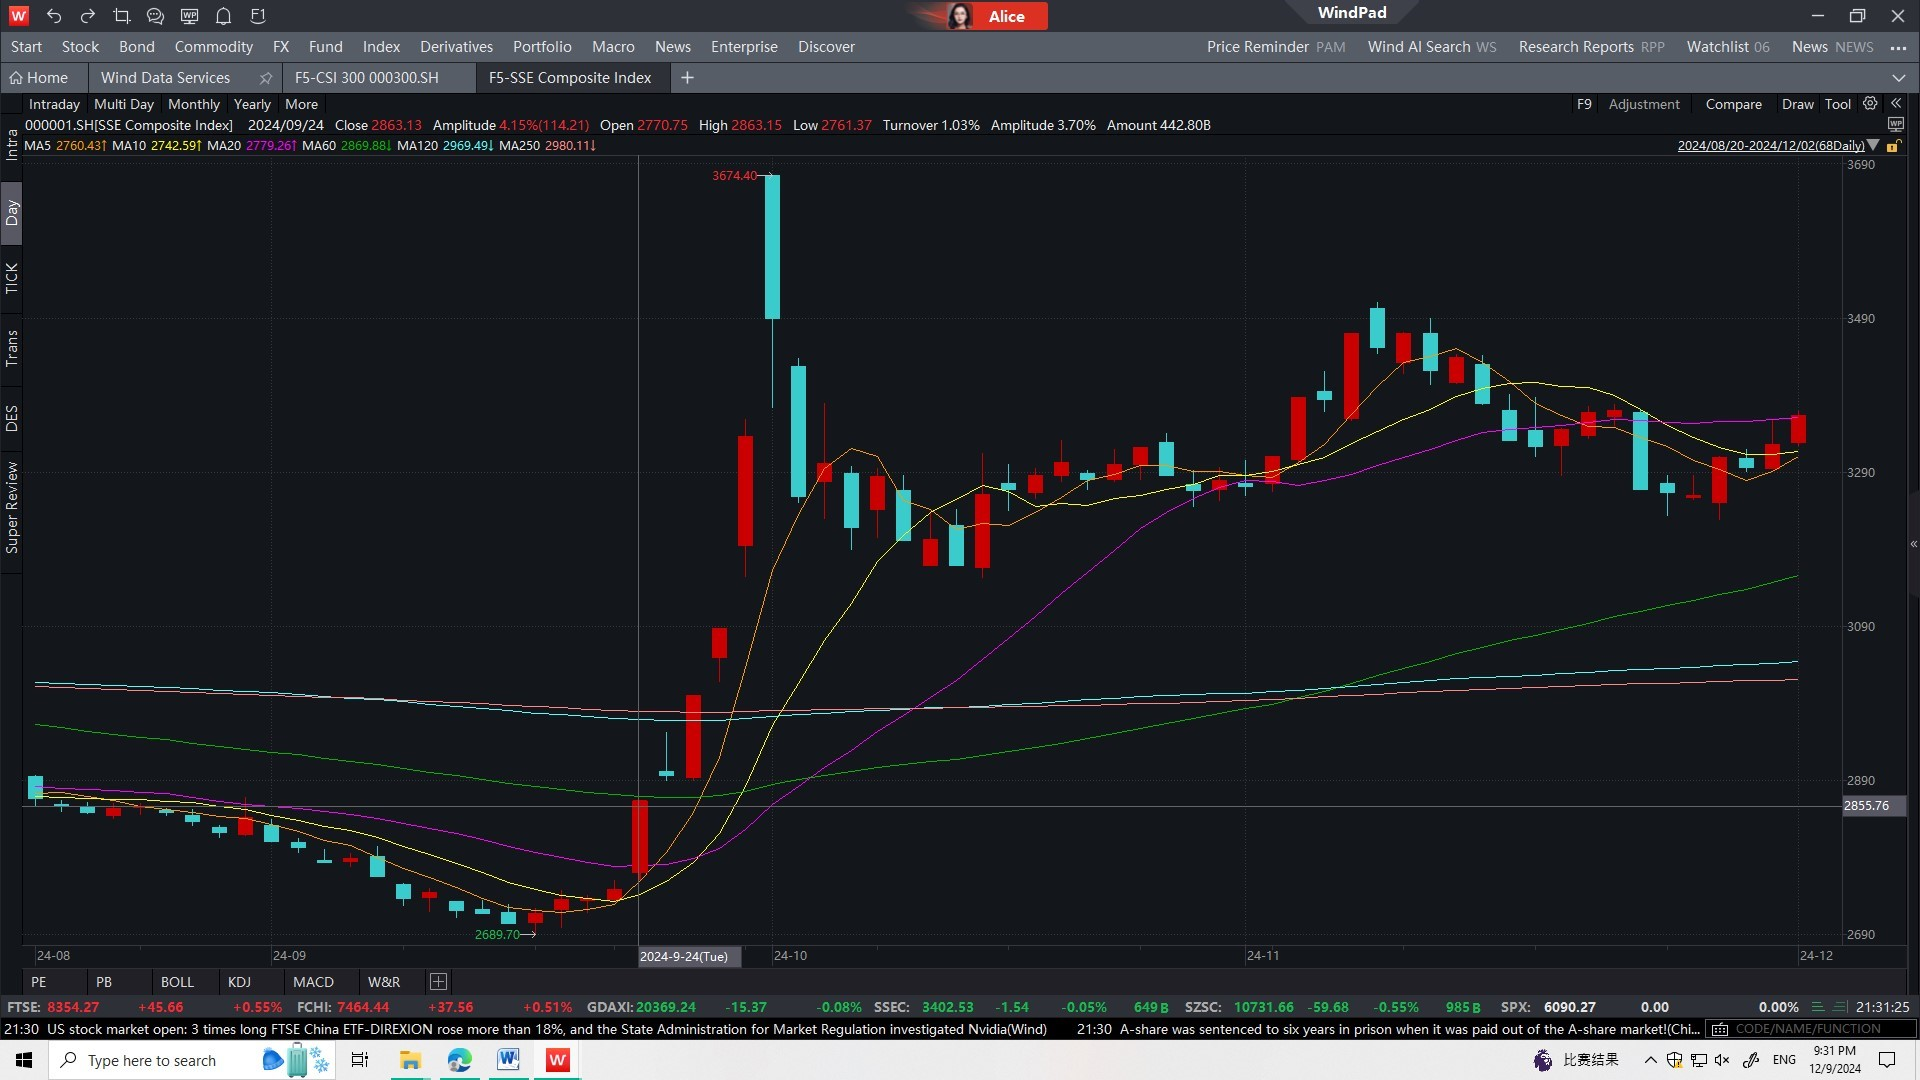 W WP F1 Alice WindPad
Start Stock Bond Commodity FX Fund Index Derivatives Portfolio Macro News Enterprise Discover Price Reminder PAM Wind AI Search WS Research Reports RPP Watchlist 06 News NEWS
Home Wind Data Services F5-CSI 300 000300.SH F5-SSE Composite Index
Intraday Multi Day Monthly Yearly More F9 Adjustment Compare Draw Tool
000001.SH[SSE Composite Index] 2024/09/24 Close 2863.13 Amplitude 4.15%(114.21) Open 2770.75 High 2863.15 Low 2761.37 Turnover 1.03% Amplitude 3.70% Amount 442.80B WP
MA5 2760.43↑ MA10 2742.59↑ MA20 2779.26↑ MA60 2869.88↓ MA120 2969.49↓ MA250 2980.11↓ 2024/08/20-2024/12/02(68Daily)
Intra
Day
TICK
Trans
DES
Super Review
3674.40
2689.70
3690
3490
3290
3090
2890
2855.76
2690
24-08 24-09 2024-9-24(Tue) 24-10 24-11 24-12
PE PB BOLL KDJ MACD W&R
FTSE: 8354.27 +45.66 +0.55% FCHI: 7464.44 +37.56 +0.51% GDAXI: 20369.24 -15.37 -0.08% SSEC: 3402.53 -1.54 -0.05% 649B SZSC: 10731.66 -59.68 -0.55% 985B SPX: 6090.27 0.00 0.00% 21:31:25
21:30 US stock market open: 3 times long FTSE China ETF-DIREXION rose more than 18%, and the State Administration for Market Regulation investigated Nvidia(Wind) 21:30 A-share was sentenced to six years in prison when it was paid out of the A-share market!(Chi... CODE/NAME/FUNCTION
Type here to search W W 比赛结果 ENG 9:31 PM
12/9/2024